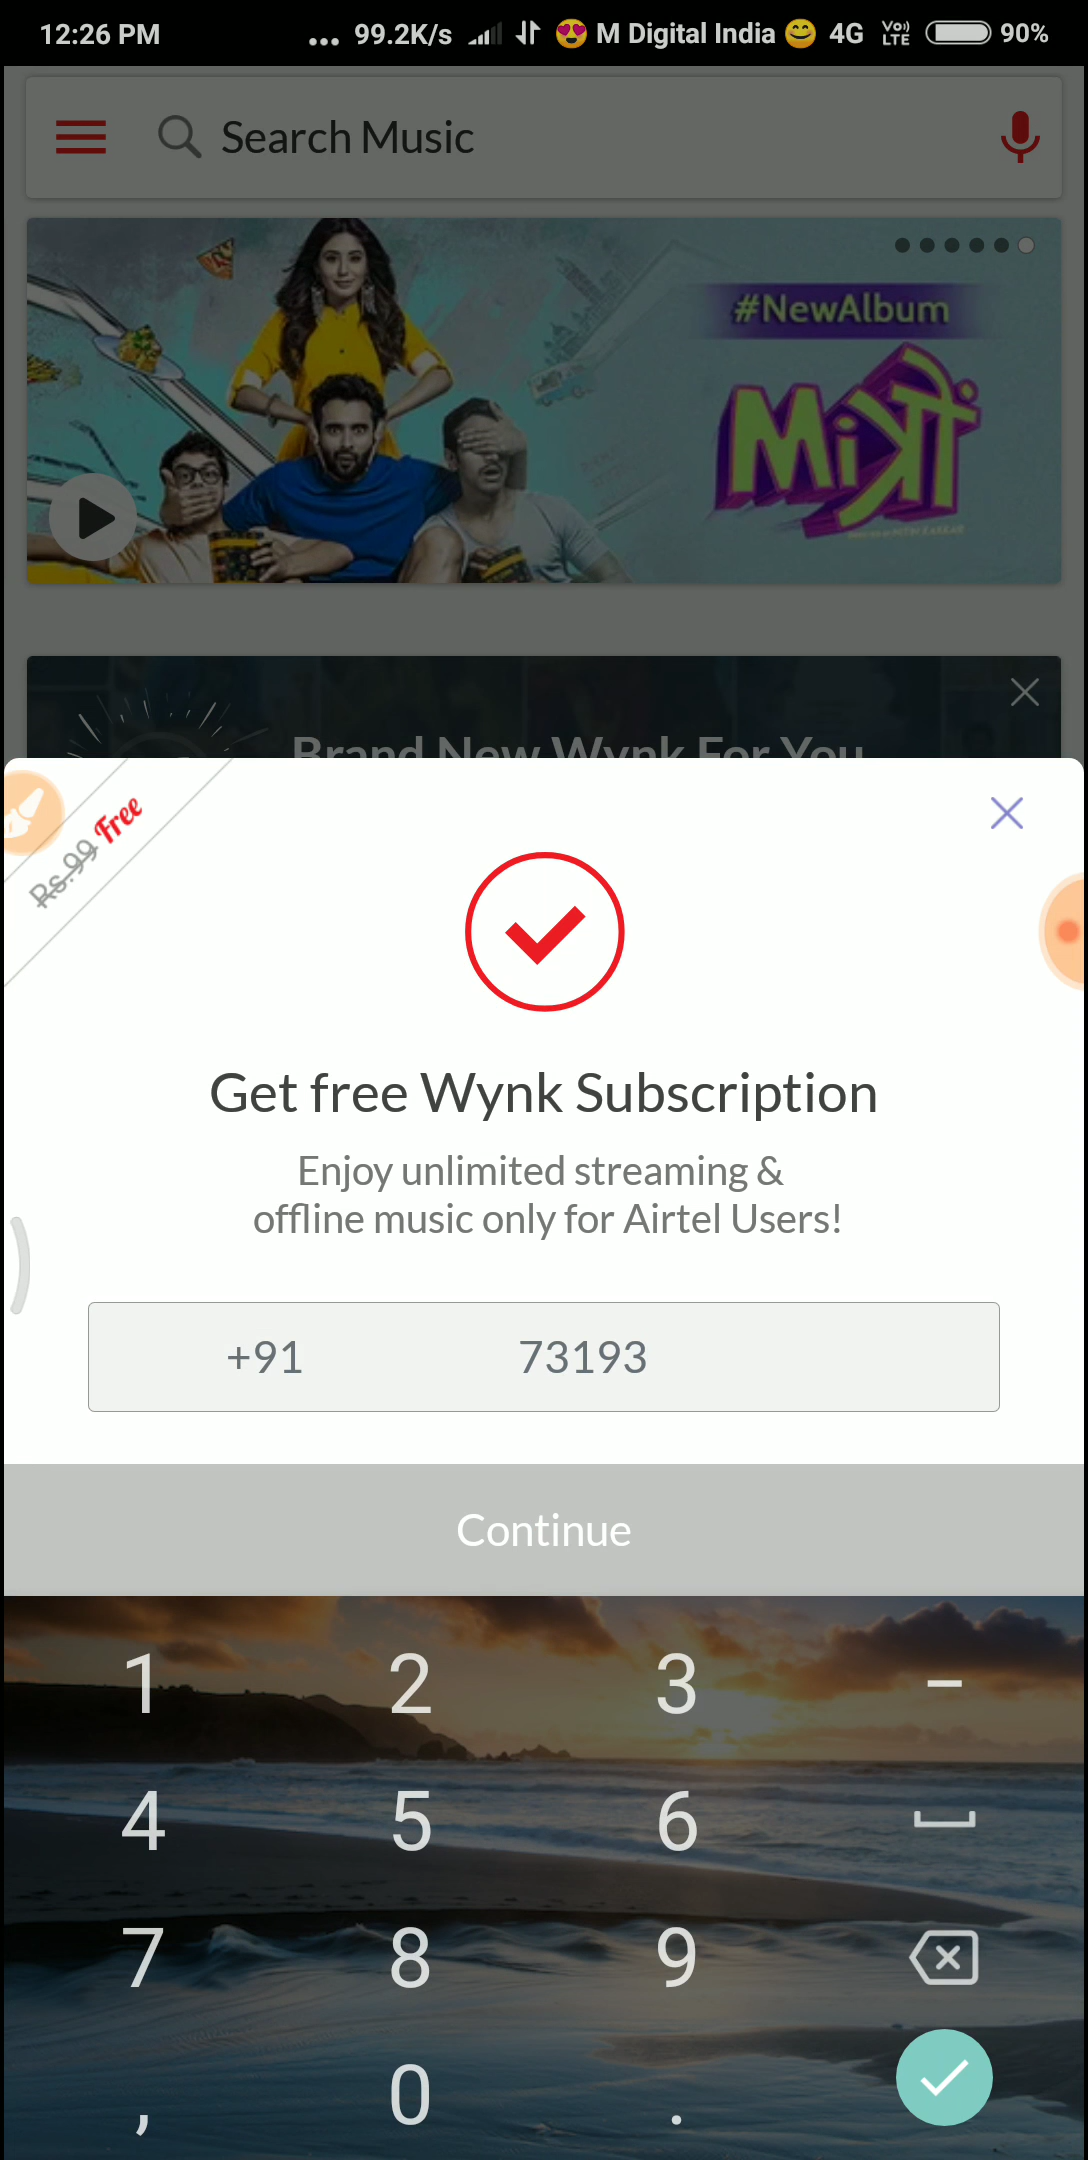 12:26 PM ... 99.2K/s 😍 M Digital India 😊 4G VoLTE 90%
Search Music
#NewAlbum
मित्रों
Brand New Wynk For You
Rs.99 Free
Get free Wynk Subscription
Enjoy unlimited streaming &
offline music only for Airtel Users!
+91 73193
Continue
1 2 3 –
4 5 6
7 8 9
, 0 .